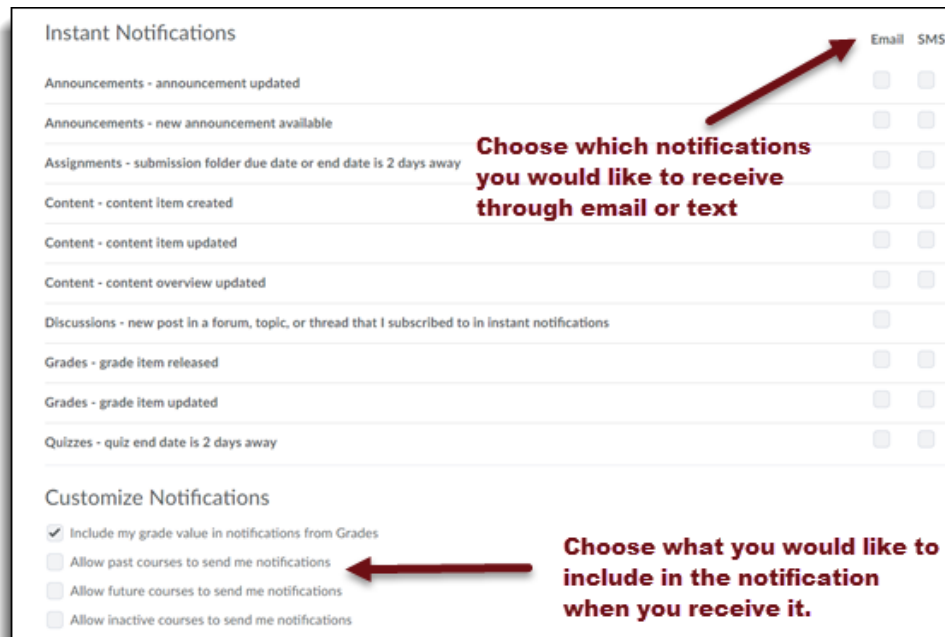 Instant Notifications
Email SMS
Announcements - announcement updated
Announcements - new announcement available
Choose which notifications
Assignments - submission folder due date or end date is 2 days away
you would like to receive
Content - content item created
through email or text
Content - content item updated
Content - content overview updated
Discussions - new post in a forum, topic, or thread that I subscribed to in instant notifications
Grades - grade item released
Grades - grade item updated
Quizzes - quiz end date is 2 days away
Customize Notifications
Include my grade value in notifications from Grades
Allow past courses to send me notifications
Allow future courses to send me notifications
Allow inactive courses to send me notifications
Choose what you would like to
include in the notification
when you receive it.